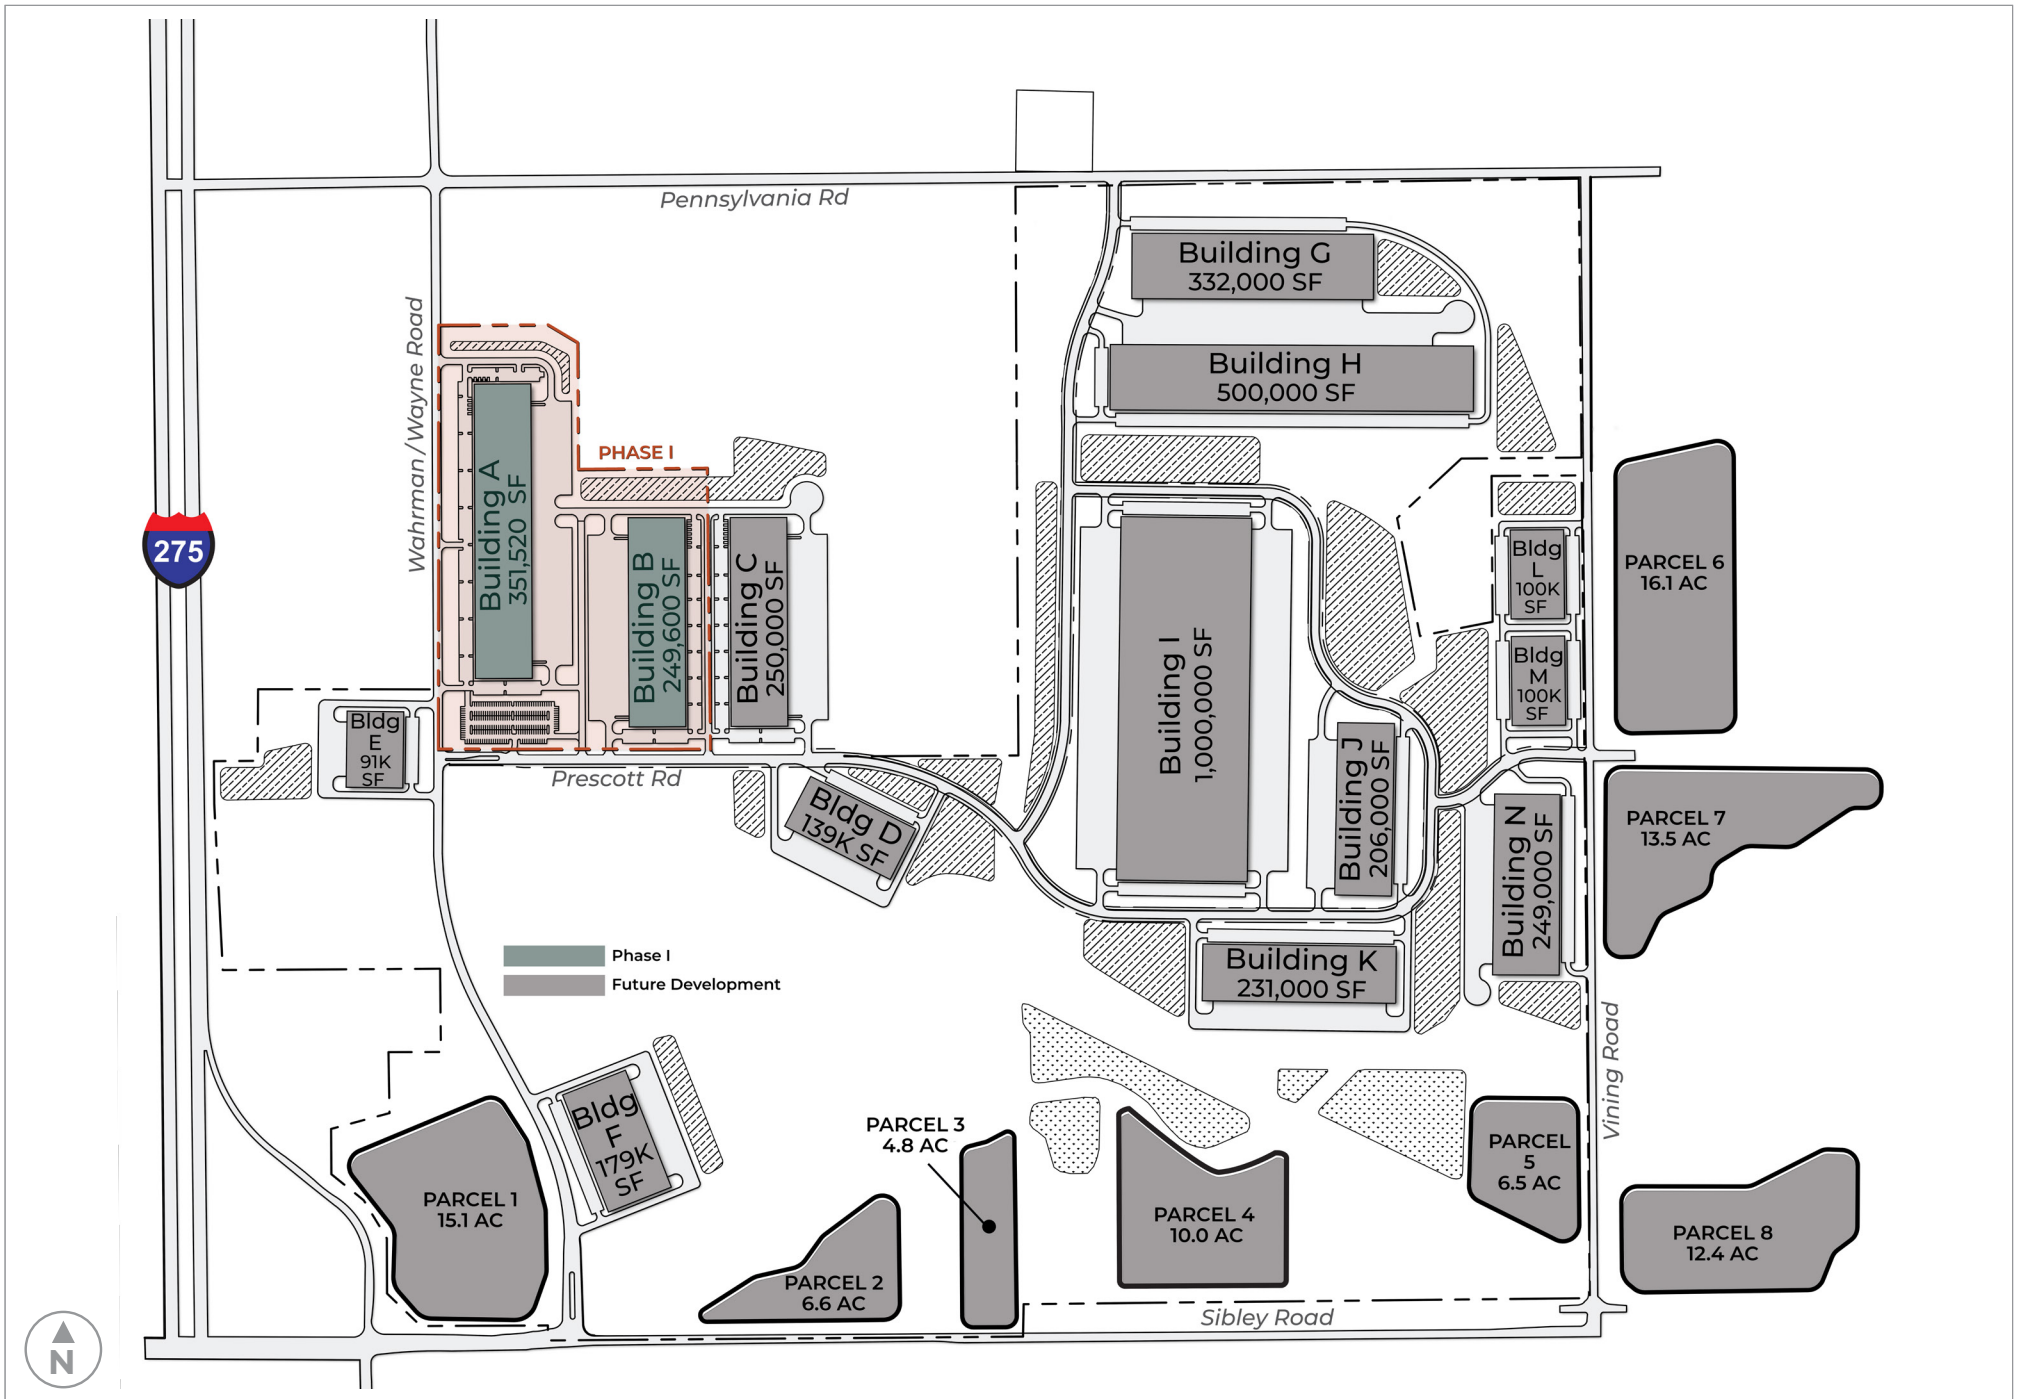 Pennsylvania Rd
Building G
332,000 SF
Building H
500,000 SF
Wahrman/Wayne Road
PHASE I
275
Building A
351,520 SF
Building B
249,600 SF
Building C
250,000 SF
Building I
1,000,000 SF
Bldg
L
100K
SF
Bldg
M
100K
SF
PARCEL 6
16.1 AC
Bldg
E
91K
SF
Prescott Rd
Bldg D
139K SF
Building J
206,000 SF
Building N
249,000 SF
PARCEL 7
13.5 AC
Phase I
Future Development
Building K
231,000 SF
Vining Road
Bldg
F
179K
SF
PARCEL 1
15.1 AC
PARCEL 2
6.6 AC
PARCEL 3
4.8 AC
PARCEL 4
10.0 AC
PARCEL
5
6.5 AC
PARCEL 8
12.4 AC
Sibley Road
N